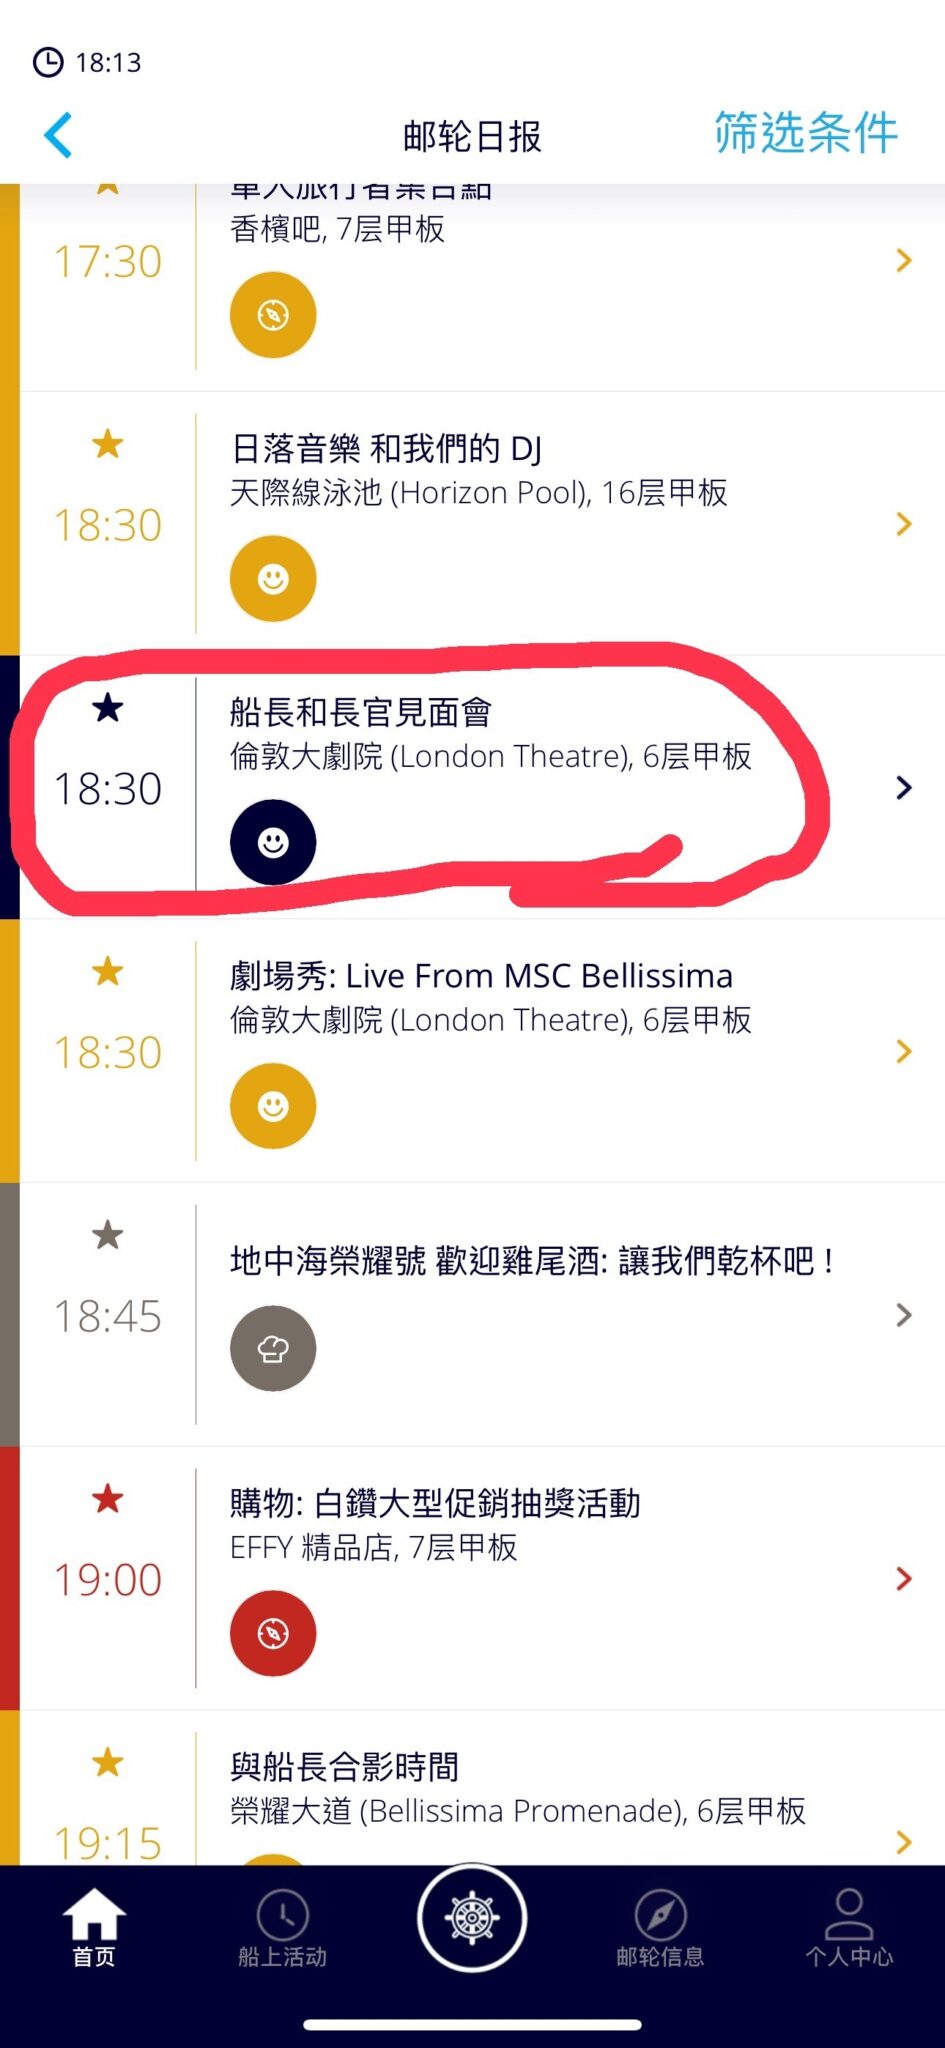 18:13
邮轮日报
筛选条件
單人旅行者集合點
香檳吧, 7层甲板
17:30
日落音樂 和我們的 DJ
天際線泳池 (Horizon Pool), 16层甲板
18:30
船長和長官見面會
倫敦大劇院 (London Theatre), 6层甲板
18:30
劇場秀: Live From MSC Bellissima
倫敦大劇院 (London Theatre), 6层甲板
18:30
地中海榮耀號 歡迎雞尾酒: 讓我們乾杯吧！
18:45
購物: 白鑽大型促銷抽獎活動
EFFY 精品店, 7层甲板
19:00
與船長合影時間
榮耀大道 (Bellissima Promenade), 6层甲板
19:15
首页
船上活动
邮轮信息
个人中心